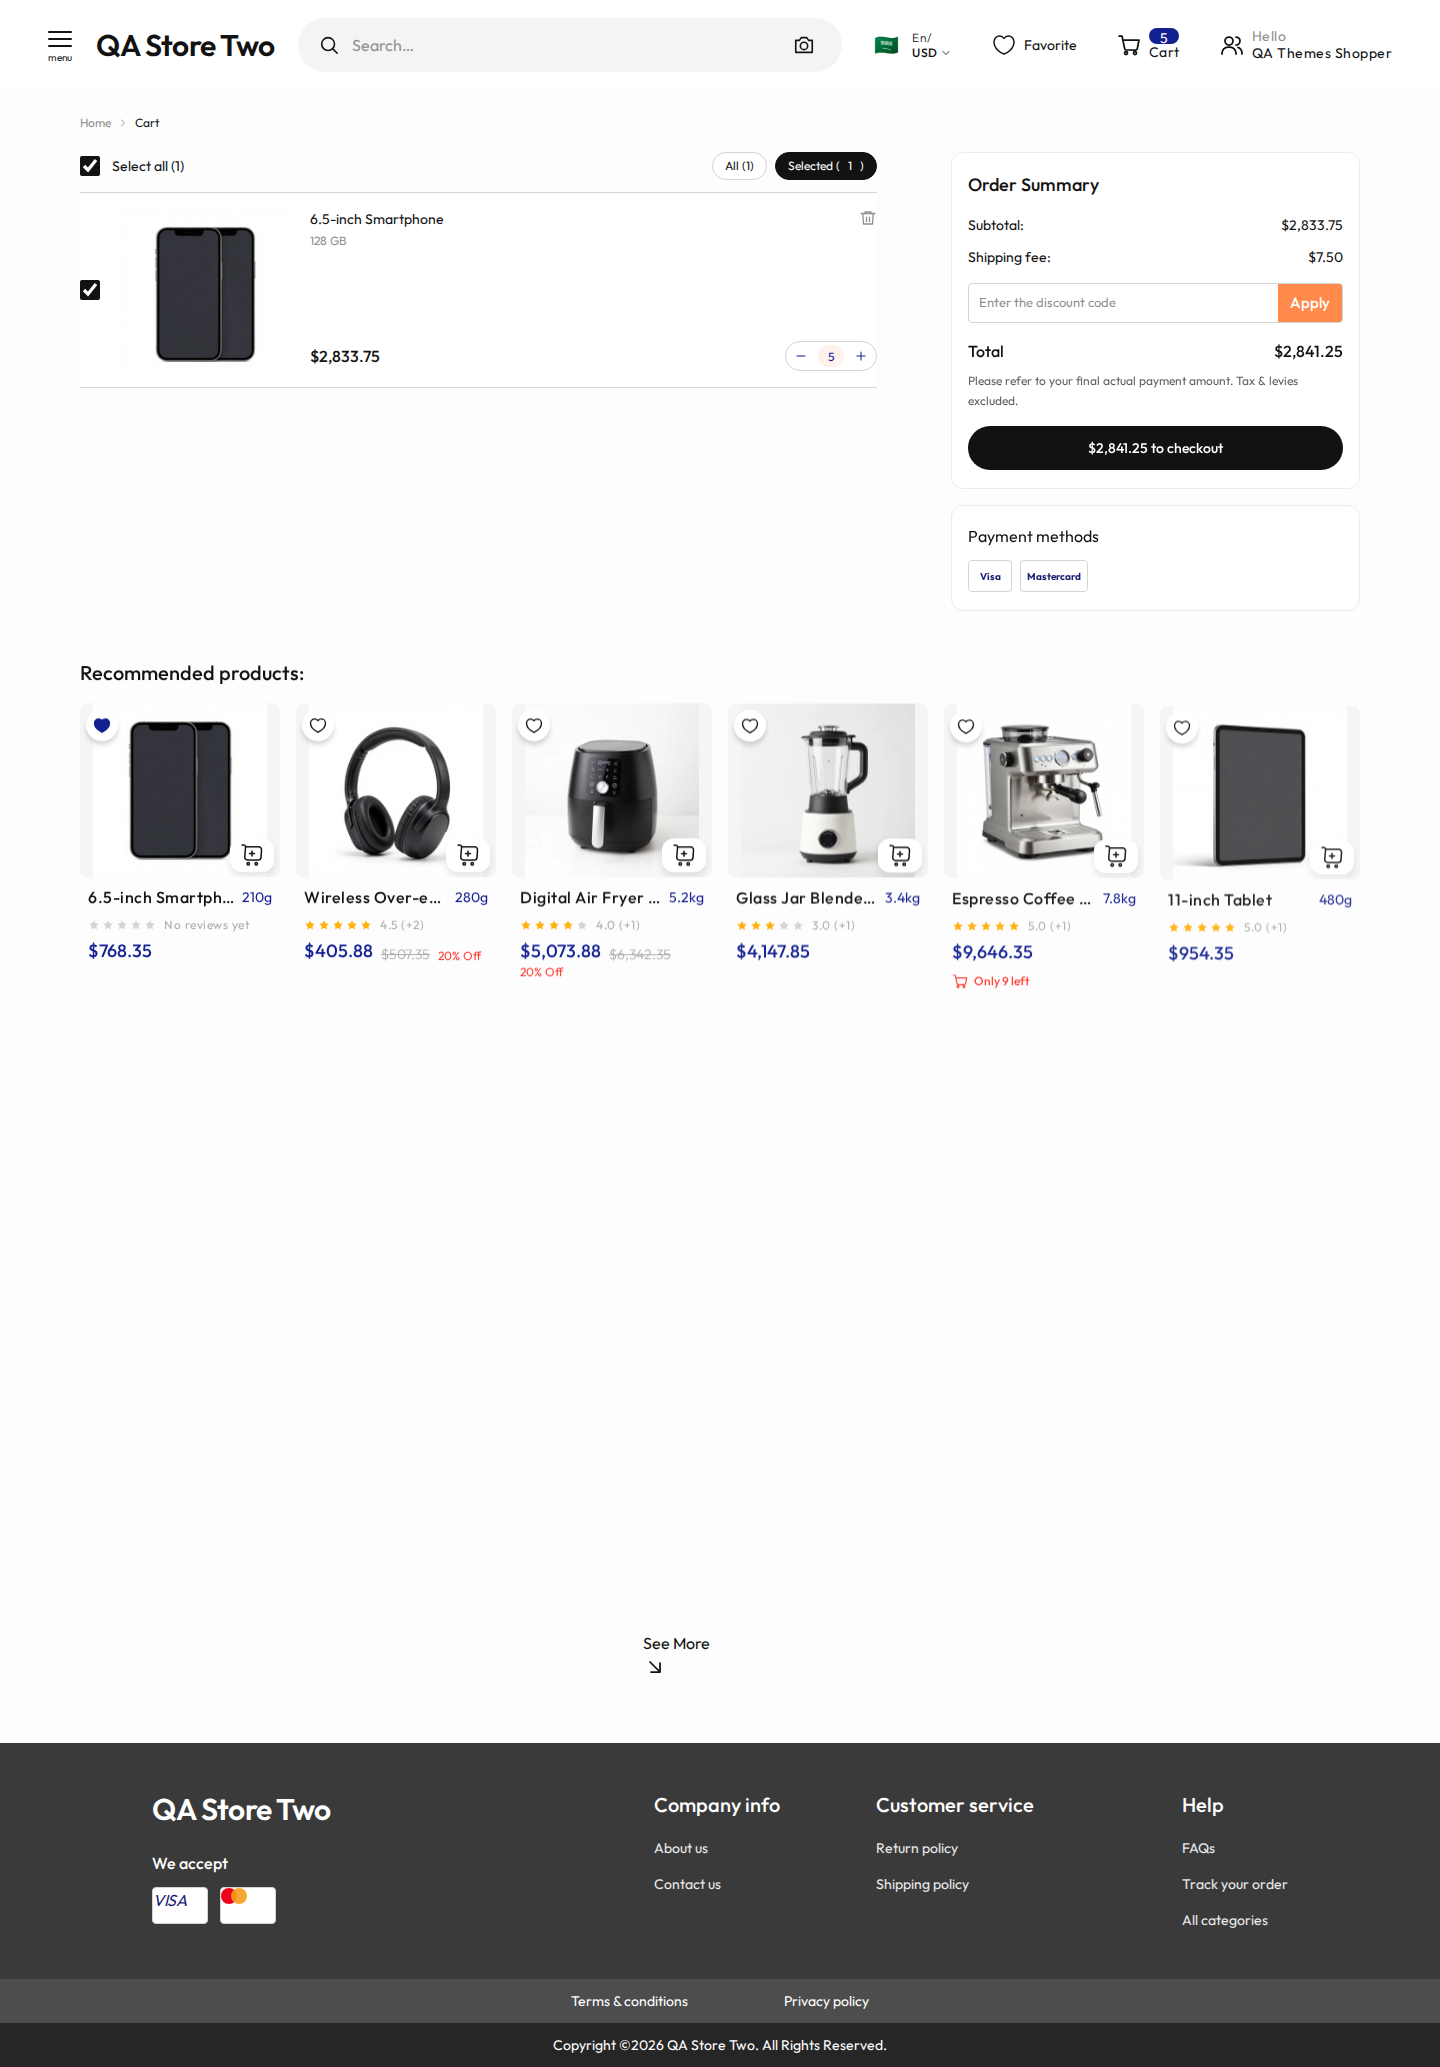 menu
QA Store Two
Search...
En/
USD
Favorite
5
Cart
Hello
QA Themes Shopper
Home
Cart
Select all (1)
All (1)
Selected ( 1 )
6.5-inch Smartphone
128 GB
$2,833.75
5
Order Summary
Subtotal:
$2,833.75
Shipping fee:
$7.50
Enter the discount code
Apply
Total
$2,841.25
Please refer to your final actual payment amount. Tax & levies
excluded.
$2,841.25 to checkout
Payment methods
Visa
Mastercard
Recommended products:
6.5-inch Smartph...
210g
No reviews yet
$768.35
Wireless Over-e...
280g
4.5 (+2)
$405.88
$507.35
20% Off
Digital Air Fryer ...
5.2kg
4.0 (+1)
$5,073.88
$6,342.35
20% Off
Glass Jar Blende...
3.4kg
3.0 (+1)
$4,147.85
Espresso Coffee ...
7.8kg
5.0 (+1)
$9,646.35
Only 9 left
11-inch Tablet
480g
5.0 (+1)
$954.35
See More
QA Store Two
We accept
VISA
Company info
About us
Contact us
Customer service
Return policy
Shipping policy
Help
FAQs
Track your order
All categories
Terms & conditions
Privacy policy
Copyright ©2026 QA Store Two. All Rights Reserved.